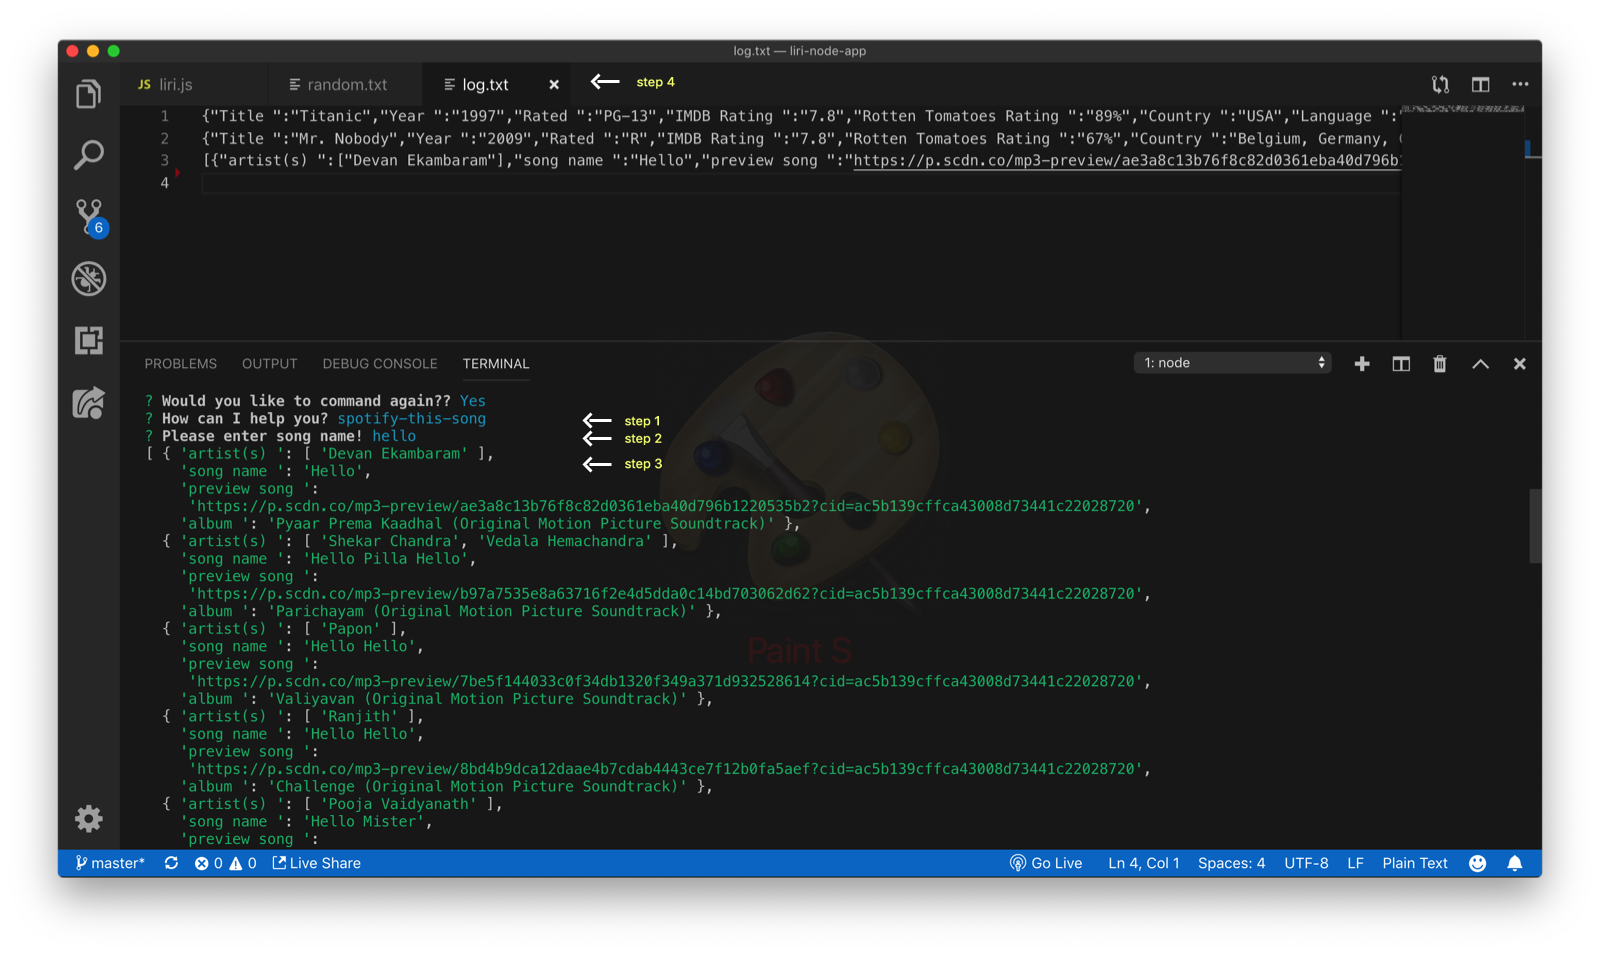 log.txt — liri-node-app
JS liri.js random.txt log.txt × step 4
1 {"Title ":"Titanic","Year ":"1997","Rated ":"PG-13","IMDB Rating ":"7.8","Rotten Tomatoes Rating ":"89%","Country ":"USA","Language ":
2 {"Title ":"Mr. Nobody","Year ":"2009","Rated ":"R","IMDB Rating ":"7.8","Rotten Tomatoes Rating ":"67%","Country ":"Belgium, Germany,
3 [{"artist(s) ":["Devan Ekambaram"],"song name ":"Hello","preview song ":"https://p.scdn.co/mp3-preview/ae3a8c13b76f8c82d0361eba40d796b
4
6
PROBLEMS OUTPUT DEBUG CONSOLE TERMINAL 1: node
? Would you like to command again?? Yes
? How can I help you? spotify-this-song step 1
? Please enter song name! hello step 2
[ { 'artist(s) ': [ 'Devan Ekambaram' ], step 3
'song name ': 'Hello',
'preview song ':
'https://p.scdn.co/mp3-preview/ae3a8c13b76f8c82d0361eba40d796b1220535b2?cid=ac5b139cffca43008d73441c22028720',
'album ': 'Pyaar Prema Kaadhal (Original Motion Picture Soundtrack)' },
{ 'artist(s) ': [ 'Shekar Chandra', 'Vedala Hemachandra' ],
'song name ': 'Hello Pilla Hello',
'preview song ':
'https://p.scdn.co/mp3-preview/b97a7535e8a63716f2e4d5dda0c14bd703062d62?cid=ac5b139cffca43008d73441c22028720',
'album ': 'Parichayam (Original Motion Picture Soundtrack)' },
{ 'artist(s) ': [ 'Papon' ],
'song name ': 'Hello Hello',
'preview song ':
'https://p.scdn.co/mp3-preview/7be5f144033c0f34db1320f349a371d932528614?cid=ac5b139cffca43008d73441c22028720',
'album ': 'Valiyavan (Original Motion Picture Soundtrack)' },
{ 'artist(s) ': [ 'Ranjith' ],
'song name ': 'Hello Hello',
'preview song ':
'https://p.scdn.co/mp3-preview/8bd4b9dca12daae4b7cdab4443ce7f12b0fa5aef?cid=ac5b139cffca43008d73441c22028720',
'album ': 'Challenge (Original Motion Picture Soundtrack)' },
{ 'artist(s) ': [ 'Pooja Vaidyanath' ],
'song name ': 'Hello Mister',
'preview song ':
Paint S
master* 0 0 Live Share Go Live Ln 4, Col 1 Spaces: 4 UTF-8 LF Plain Text